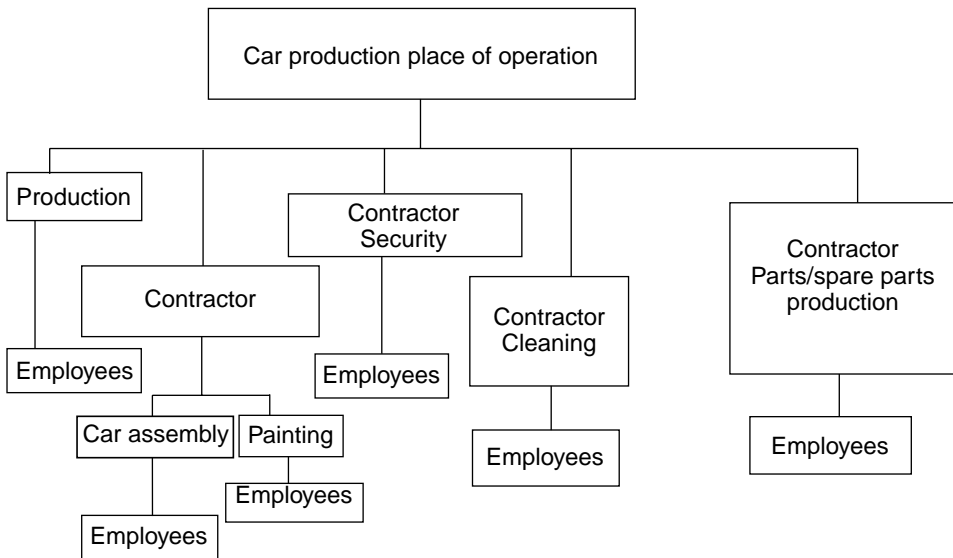 Car production place of operation
Production
Contractor
Security
Contractor
Parts/spare parts
production
Contractor
Contractor
Cleaning
Employees
Employees
Car assembly
Painting
Employees
Employees
Employees
Employees